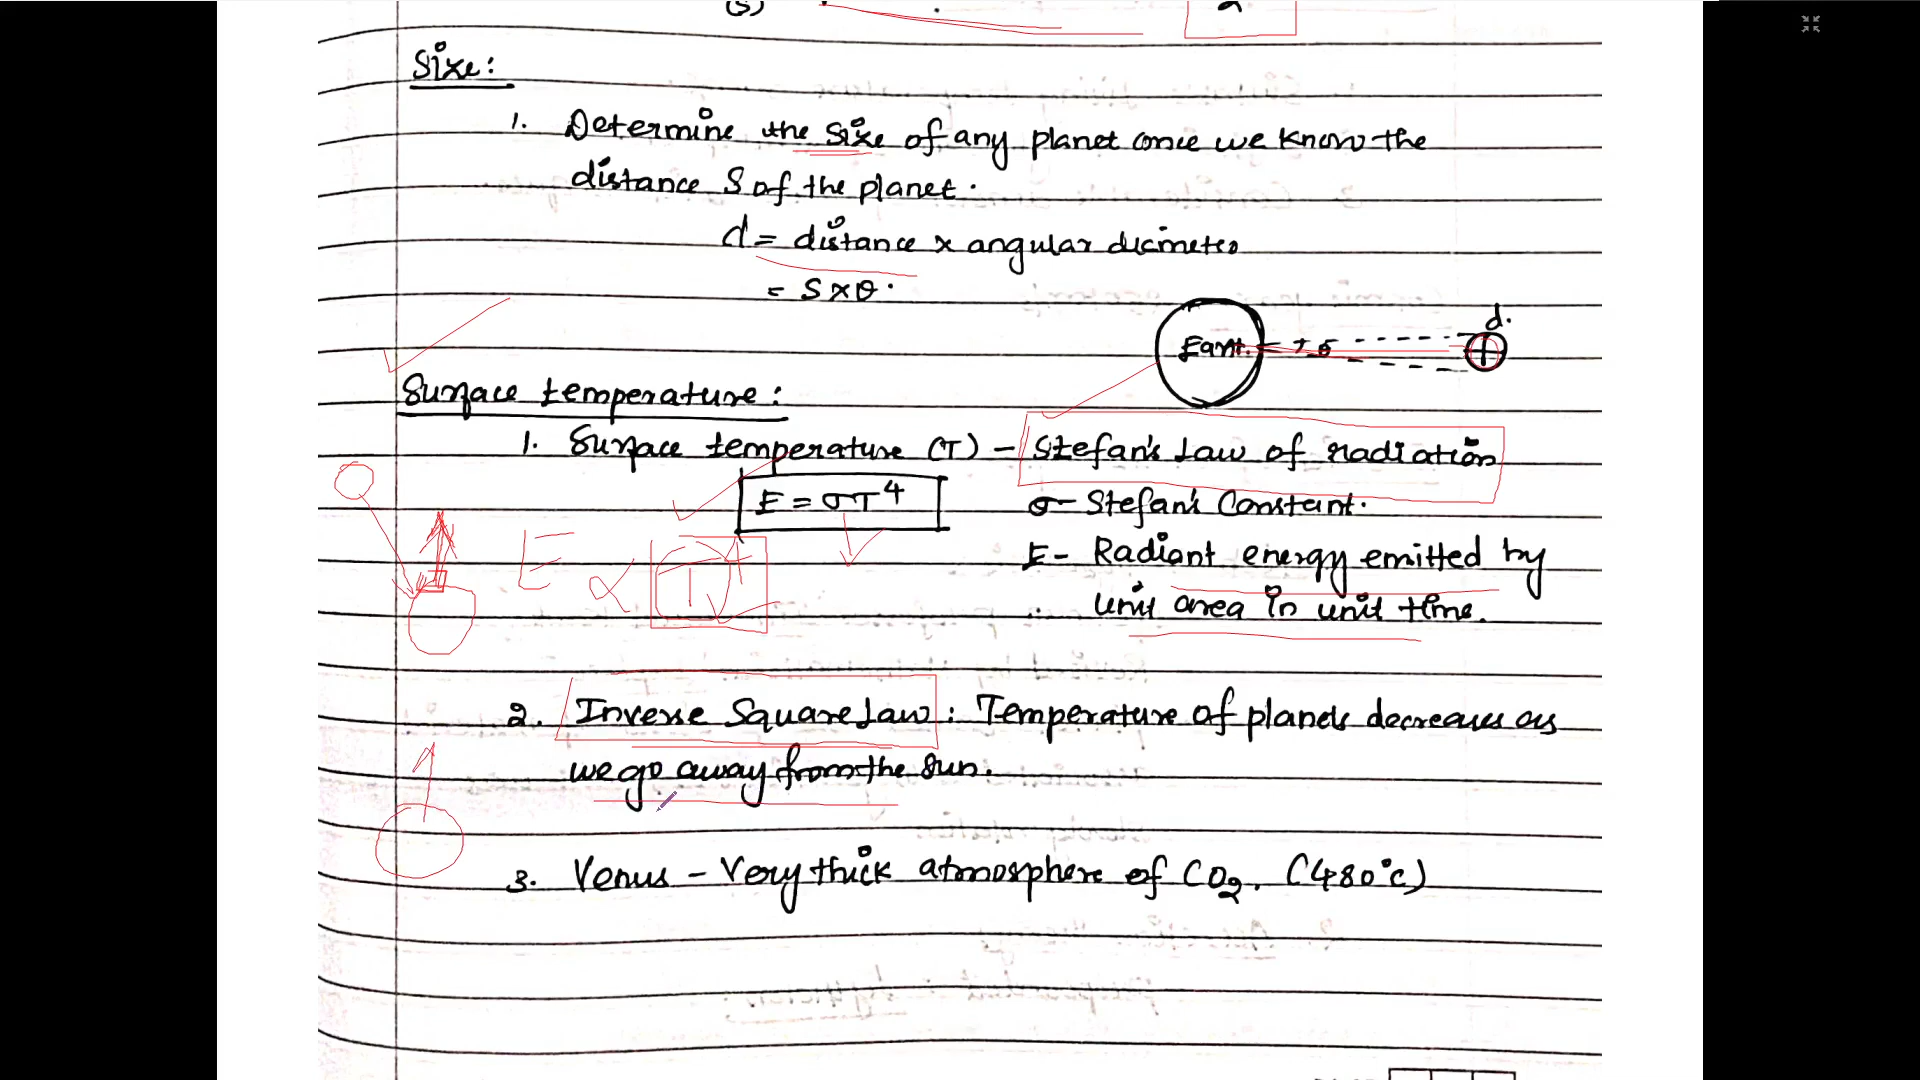 (S)
Size:
1. Determine the size of any planet once we know the
distance S of the planet.
d = distance x angular diameter
= S x θ.
d.
Eart.
Surface temperature:
1. Surface temperature (T) - Stefan's Law of radiation
E = σT⁴
σ - Stefan's Constant.
E ∝ T⁴
E - Radiant energy emitted by
unit area in unit time.
2. Inverse Square Law: Temperature of planets decreases as
we go away from the sun.
3. Venus - Very thick atmosphere of CO₂. (480°C)